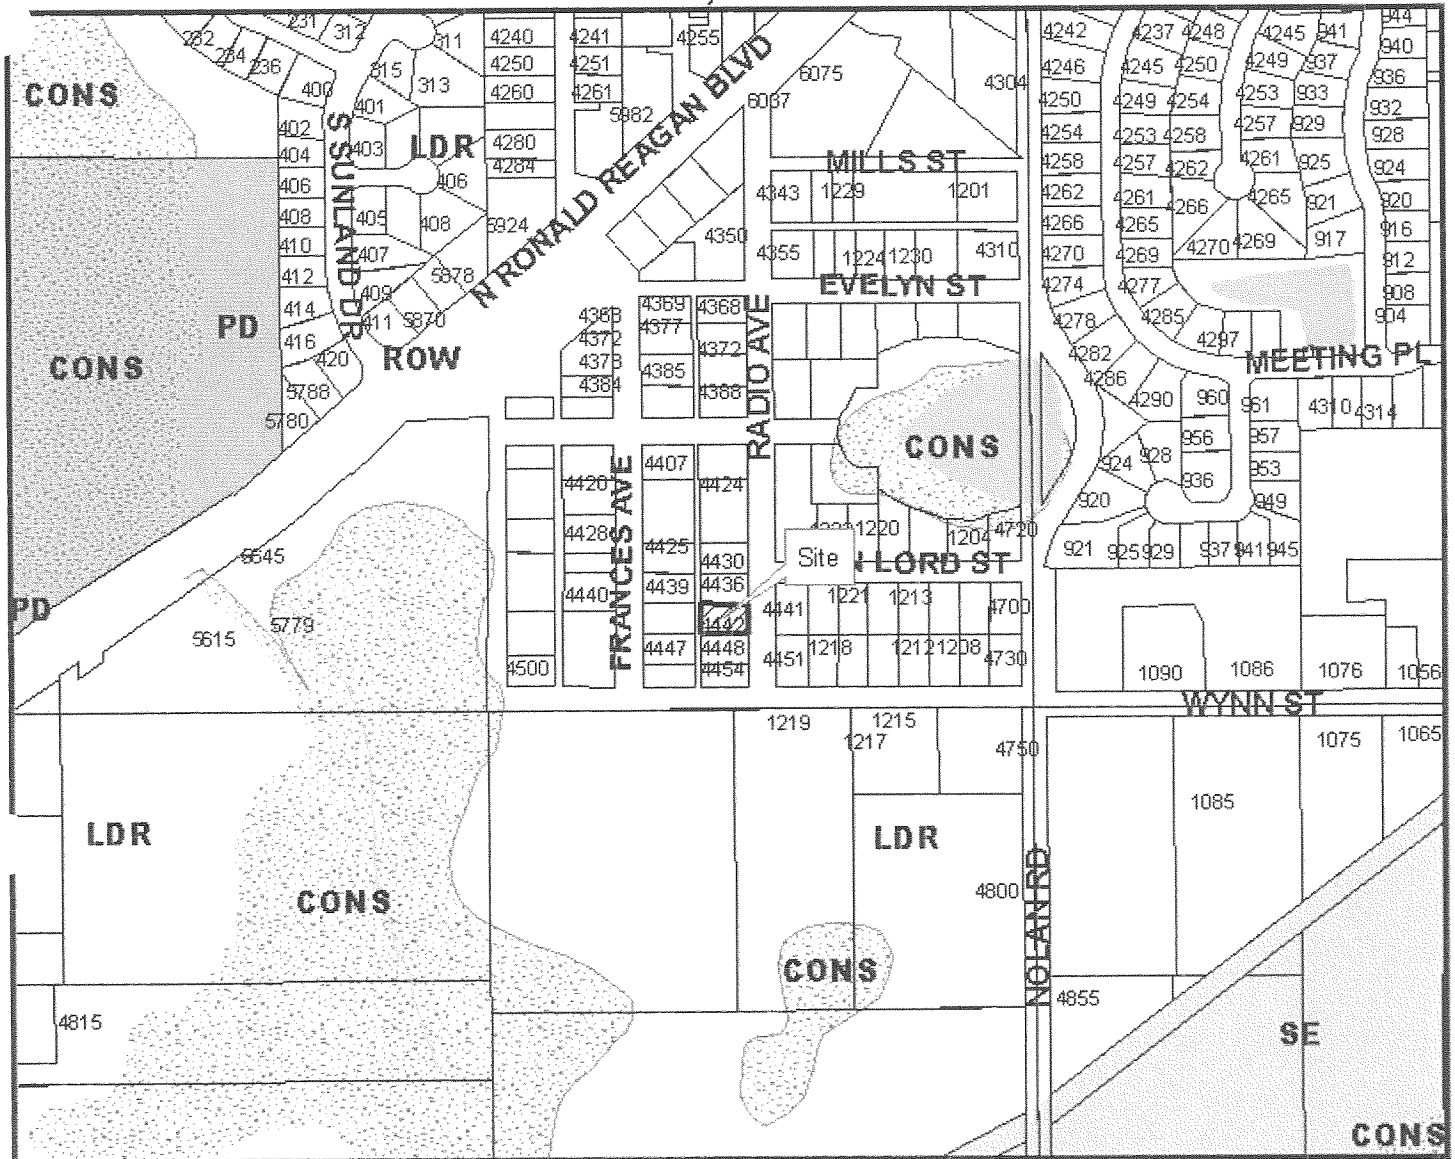 231 312 311 4240 4241 4255 4242 4237 4248 4245 941 944
232 234 236 315 313 4250 4251 6075 4246 4245 4250 4249 937 940
400 401 4260 4261 5982 6037 4304 4250 4249 4254 4253 933 936 932
CONS
402 403 LDR 4280 4254 4253 4258 4257 929 928
404 406 4284 MILLS ST 4258 4257 4262 4261 925 924
406 4343 1229 1201 4262 4261 4266 4265 921 920
408 405 408 5924 4350 4266 4265 916
410 407 5878 4355 1224 1230 4310 4270 4269 4270 4269 917 912
S SUNLAND DR
N RONALD REAGAN BLVD
412 409 EVELYN ST 4274 4277 908
414 411 5870 4368 4369 4368 4278 4285 904
PD
416 420 ROW 4372 4377 4372 4282 4297 MEETING PL
CONS
4378 4385 4286
5788 4384 4388 RADIO AVE 4290 960 961 4310 4314
5780 CONS 956 957
4407 924 928 953
FRANCES AVE
4420 4424 920 936 949
4428 1220 1204 4720
5545 4425 4430 Site N LORD ST 921 925 929 937 941 945
PD
4440 4439 4436 4441 1221 1213 4700
5615 5779 4442
4447 4448 4451 1218 1212 1208 4730
4500 4454 1090 1086 1076 1056
WYNN ST
1219 1215 1217 4750 1075 1065
1085
LDR
LDR
4800
CONS
NOLAN RD
CONS
4855
4815
SE
CONS